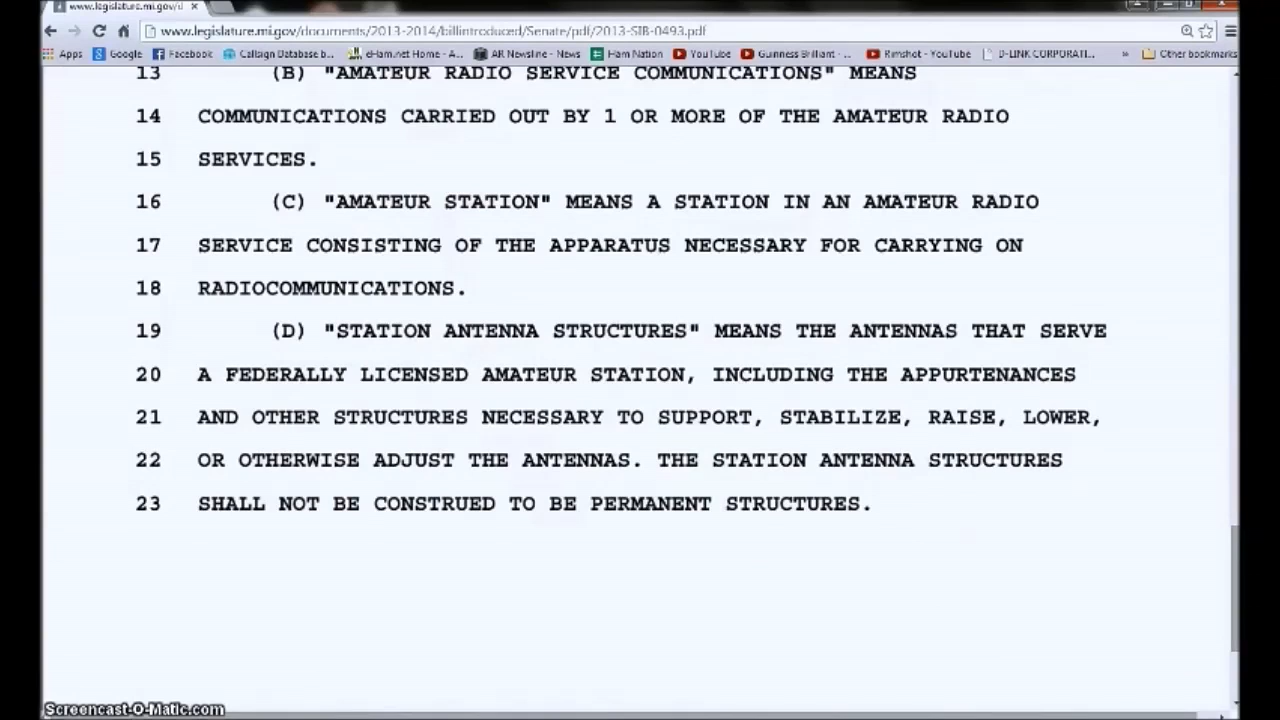 www.legislature.mi.gov/d ×
www.legislature.mi.gov/documents/2013-2014/billintroduced/Senate/pdf/2013-SIB-0493.pdf
Apps Google Facebook Callsign Database b... eHam.net Home - A... AR Newsline - News Ham Nation YouTube Guinness Brilliant - ... Rimshot - YouTube D-LINK CORPORATI... » Other bookmarks
13 (B) "AMATEUR RADIO SERVICE COMMUNICATIONS" MEANS
14 COMMUNICATIONS CARRIED OUT BY 1 OR MORE OF THE AMATEUR RADIO
15 SERVICES.
16 (C) "AMATEUR STATION" MEANS A STATION IN AN AMATEUR RADIO
17 SERVICE CONSISTING OF THE APPARATUS NECESSARY FOR CARRYING ON
18 RADIOCOMMUNICATIONS.
19 (D) "STATION ANTENNA STRUCTURES" MEANS THE ANTENNAS THAT SERVE
20 A FEDERALLY LICENSED AMATEUR STATION, INCLUDING THE APPURTENANCES
21 AND OTHER STRUCTURES NECESSARY TO SUPPORT, STABILIZE, RAISE, LOWER,
22 OR OTHERWISE ADJUST THE ANTENNAS. THE STATION ANTENNA STRUCTURES
23 SHALL NOT BE CONSTRUED TO BE PERMANENT STRUCTURES.
Screencast-O-Matic.com